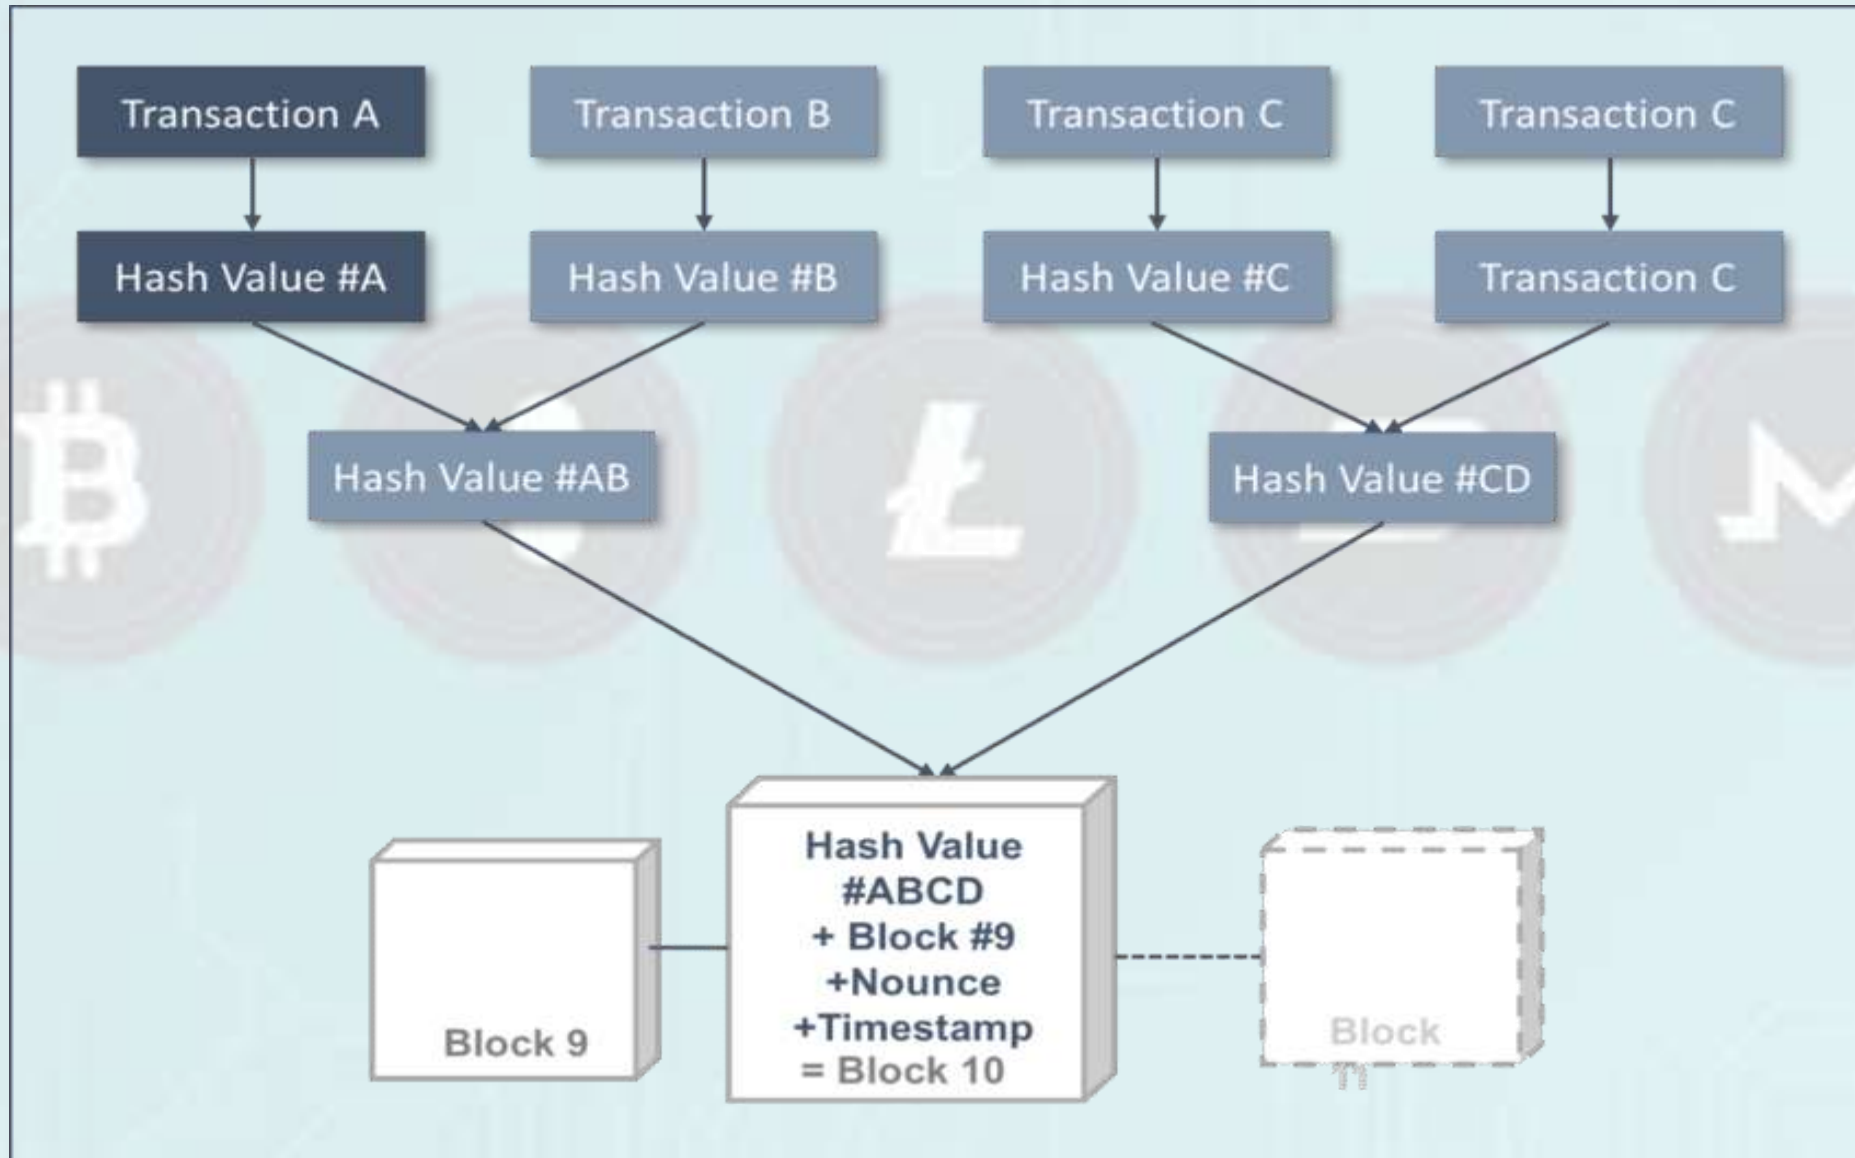 Transaction A
Transaction B
Transaction C
Transaction C
Hash Value #A
Hash Value #B
Hash Value #C
Transaction C
Hash Value #AB
Hash Value #CD
Hash Value
#ABCD
+ Block #9
+Nounce
+Timestamp
= Block 10
Block 9
Block